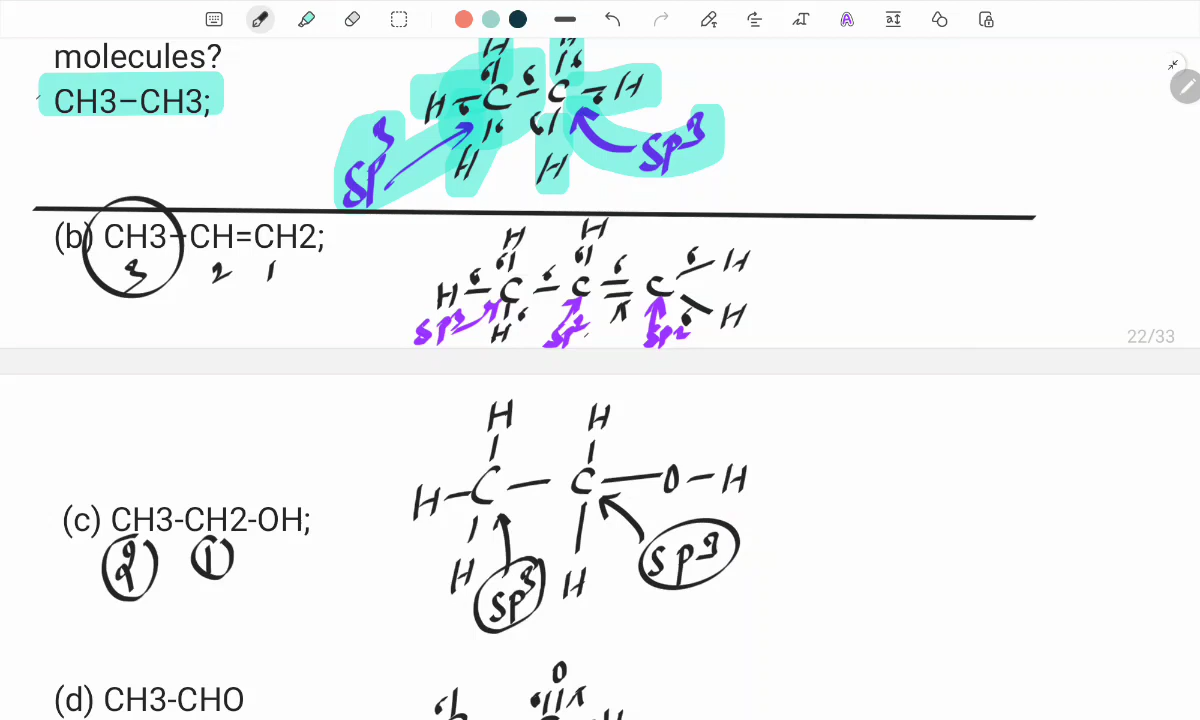 molecules?
H H
CH3–CH3;
H – C – C – H
sp3 H H sp3
(b) CH3–CH=CH2;
3 2 1
H H
H – C – C = C – H
H H
sp3 sp2 sp2
22/33
H H
H–C – C – O–H
H H
(c) CH3-CH2-OH;
2 1
sp3 sp3
O
(d) CH3-CHO